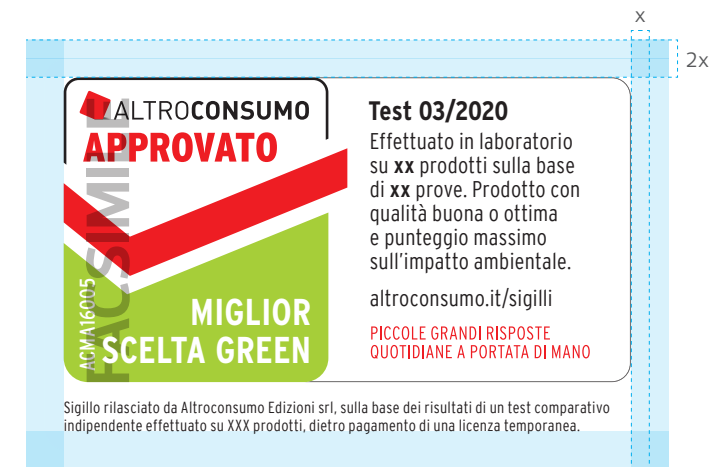 x
2x
ALTROCONSUMO
APPROVATO
FACSIMILE
ACMA16005
MIGLIOR
SCELTA GREEN
Test 03/2020
Effettuato in laboratorio
su xx prodotti sulla base
di xx prove. Prodotto con
qualità buona o ottima
e punteggio massimo
sull'impatto ambientale.
altroconsumo.it/sigilli
PICCOLE GRANDI RISPOSTE
QUOTIDIANE A PORTATA DI MANO
Sigillo rilasciato da Altroconsumo Edizioni srl, sulla base dei risultati di un test comparativo
indipendente effettuato su XXX prodotti, dietro pagamento di una licenza temporanea.